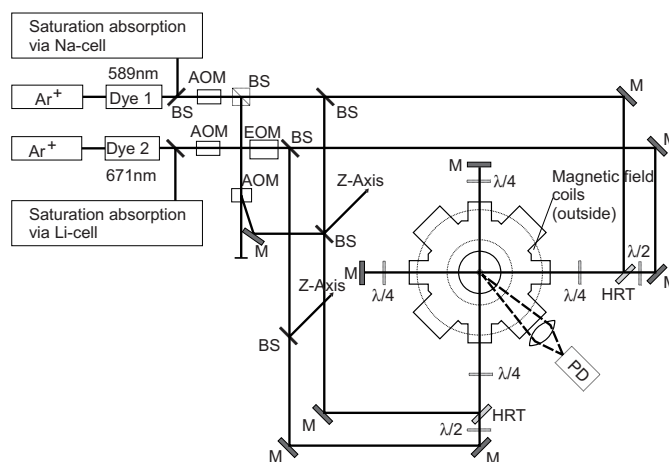 Saturation absorption
via Na-cell
589nm
AOM
BS
Ar+
Dye 1
BS
BS
M
AOM
EOM
BS
M
Ar+
Dye 2
671nm
M
Z-Axis
λ/4
Magnetic field
coils
(outside)
AOM
Saturation absorption
via Li-cell
M
BS
λ/2
Z-Axis
M
λ/4
λ/4
HRT
M
BS
PD
λ/4
M
HRT
λ/2
M
M